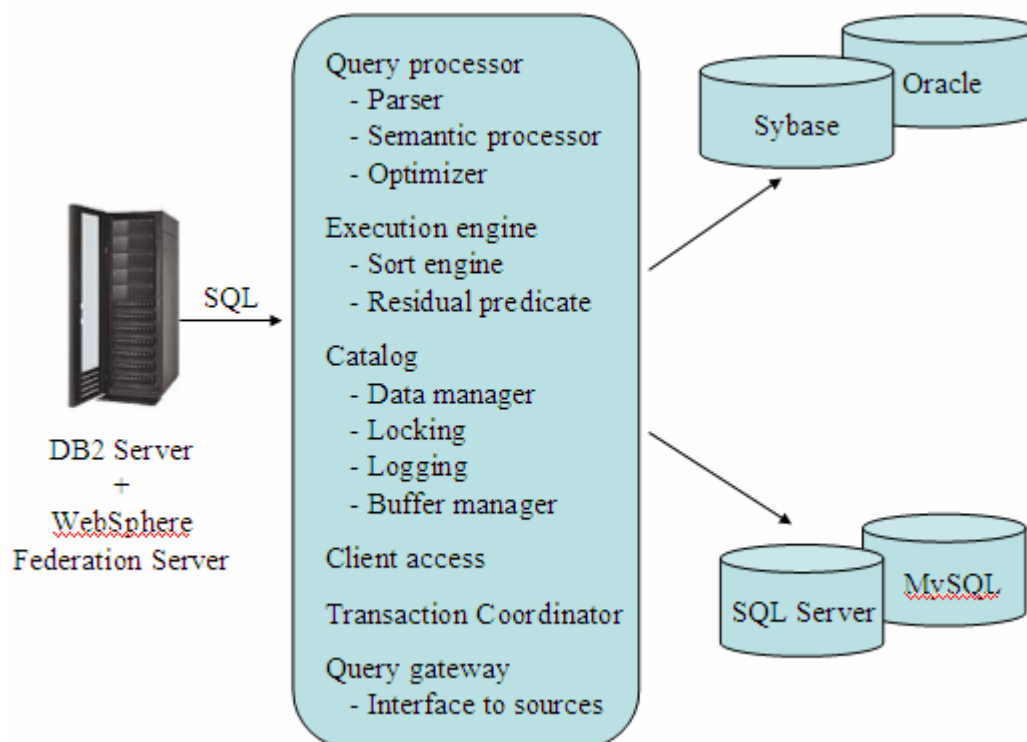 DB2 Server
+
WebSphere
Federation Server
SQL
Query processor
- Parser
- Semantic processor
- Optimizer
Execution engine
- Sort engine
- Residual predicate
Catalog
- Data manager
- Locking
- Logging
- Buffer manager
Client access
Transaction Coordinator
Query gateway
- Interface to sources
Oracle
Sybase
MySQL
SQL Server